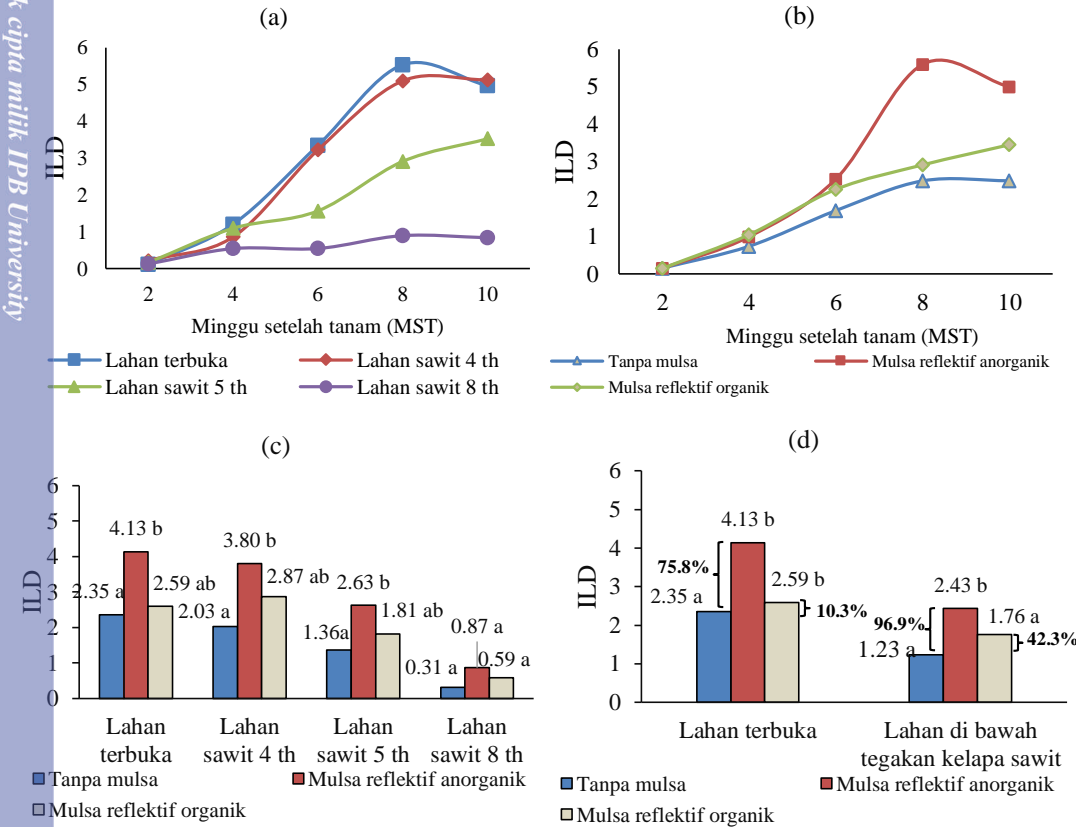 k cipta milik IPB University
(a)
ILD
6
5
4
3
2
1
0
2 4 6 8 10
Minggu setelah tanam (MST)
Lahan terbuka
Lahan sawit 4 th
Lahan sawit 5 th
Lahan sawit 8 th
(b)
ILD
6
5
4
3
2
1
0
2 4 6 8 10
Minggu setelah tanam (MST)
Tanpa mulsa
Mulsa reflektif anorganik
Mulsa reflektif organik
(c)
ILD
6
5
4
3
2
1
0
2.35 a
4.13 b
2.59 ab
2.03 a
3.80 b
2.87 ab
1.36a
2.63 b
1.81 ab
0.31 a
0.87 a
0.59 a
Lahan
terbuka
Lahan
sawit 4 th
Lahan
sawit 5 th
Lahan
sawit 8 th
Tanpa mulsa
Mulsa reflektif anorganik
Mulsa reflektif organik
(d)
ILD
6
5
4
3
2
1
0
75.8%
2.35 a
4.13 b
2.59 b
10.3%
96.9%
1.23 a
2.43 b
1.76 a
42.3%
Lahan terbuka
Lahan di bawah
tegakan kelapa sawit
Tanpa mulsa
Mulsa reflektif anorganik
Mulsa reflektif organik